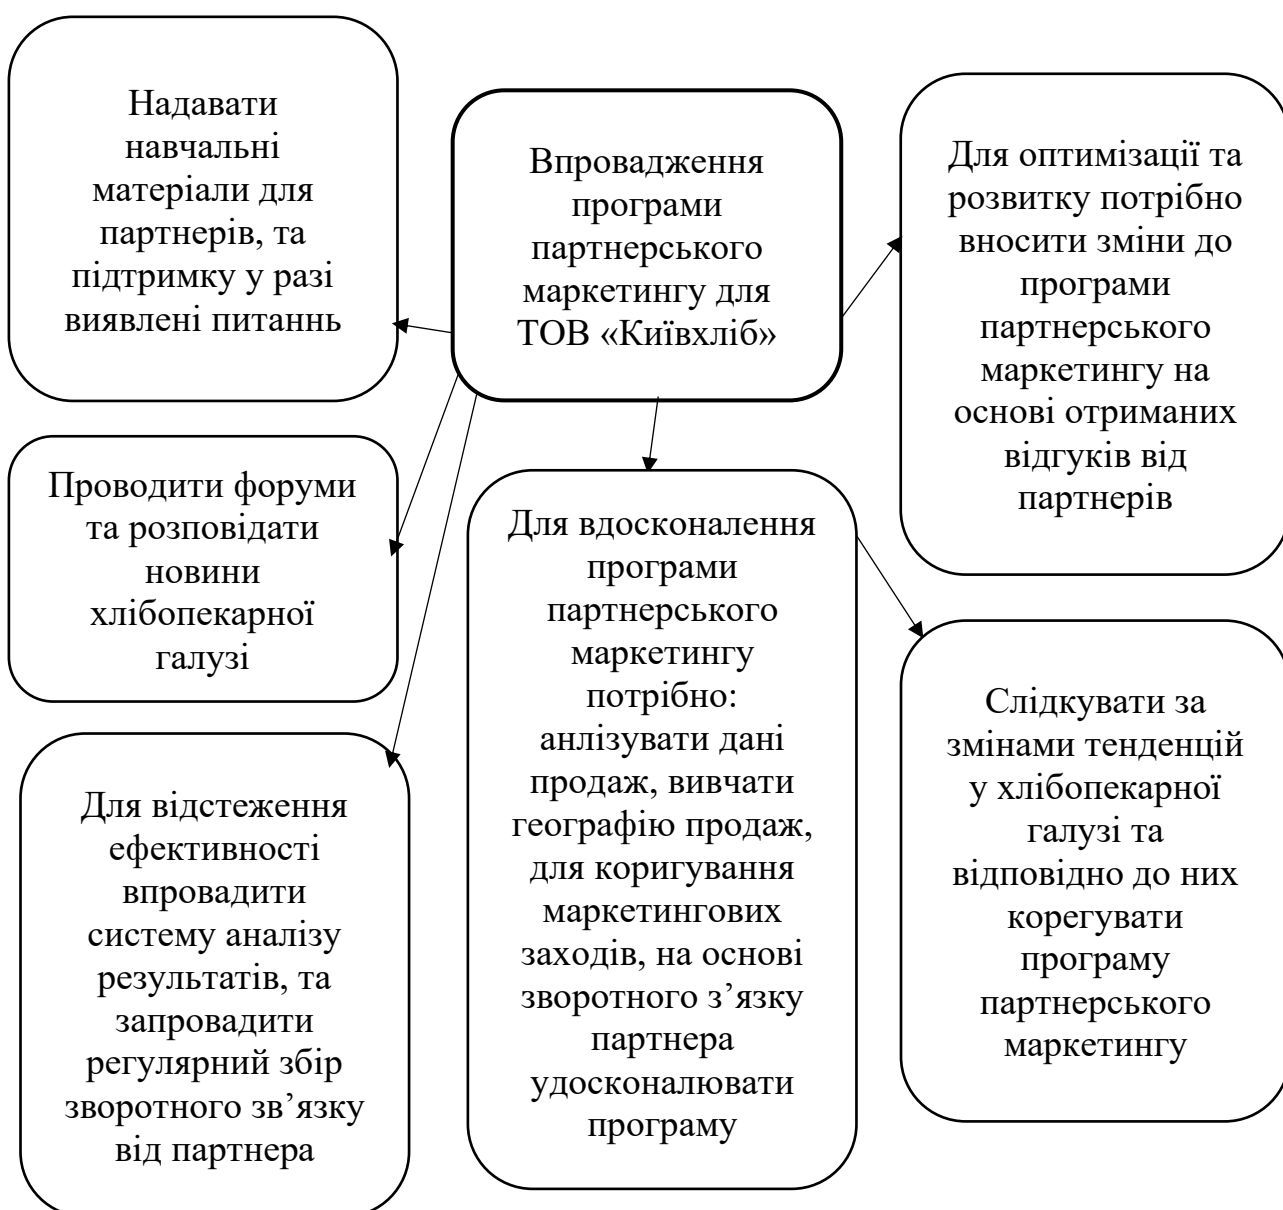 Надавати
навчальні
матеріали для
партнерів, та
підтримку у разі
виявлені питаннь
Впровадження
програми
партнерського
маркетингу для
ТОВ «Київхліб»
Для оптимізації та
розвитку потрібно
вносити зміни до
програми
партнерського
маркетингу на
основі отриманих
відгуків від
партнерів
Проводити форуми
та розповідати
новини
хлібопекарної
галузі
Для вдосконалення
програми
партнерського
маркетингу
потрібно:
анлізувати дані
продаж, вивчати
географію продаж,
для коригування
маркетингових
заходів, на основі
зворотного з’язку
партнера
удосконалювати
програму
Слідкувати за
змінами тенденцій
у хлібопекарної
галузі та
відповідно до них
корегувати
програму
партнерського
маркетингу
Для відстеження
ефективності
впровадити
систему аналізу
результатів, та
запровадити
регулярний збір
зворотного зв’язку
від партнера